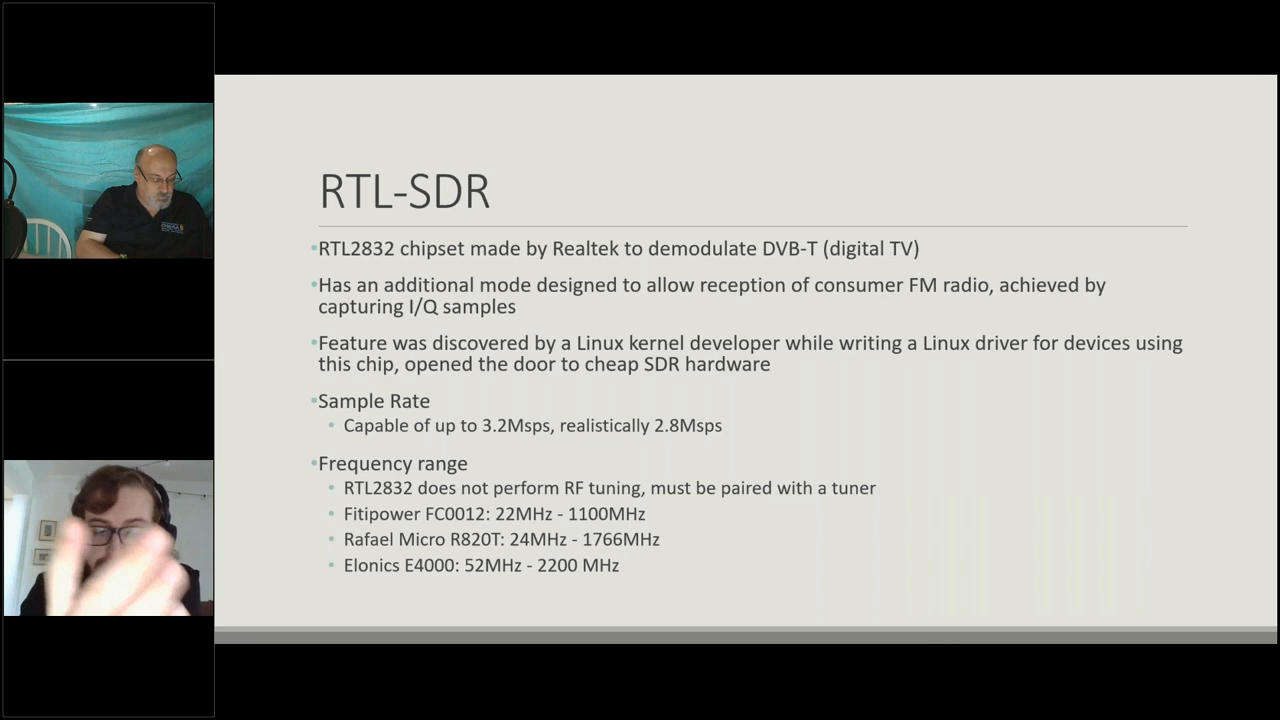 RTL-SDR
•RTL2832 chipset made by Realtek to demodulate DVB-T (digital TV)
•Has an additional mode designed to allow reception of consumer FM radio, achieved by
capturing I/Q samples
•Feature was discovered by a Linux kernel developer while writing a Linux driver for devices using
this chip, opened the door to cheap SDR hardware
•Sample Rate
• Capable of up to 3.2Msps, realistically 2.8Msps
•Frequency range
• RTL2832 does not perform RF tuning, must be paired with a tuner
• Fitipower FC0012: 22MHz - 1100MHz
• Rafael Micro R820T: 24MHz - 1766MHz
• Elonics E4000: 52MHz - 2200 MHz